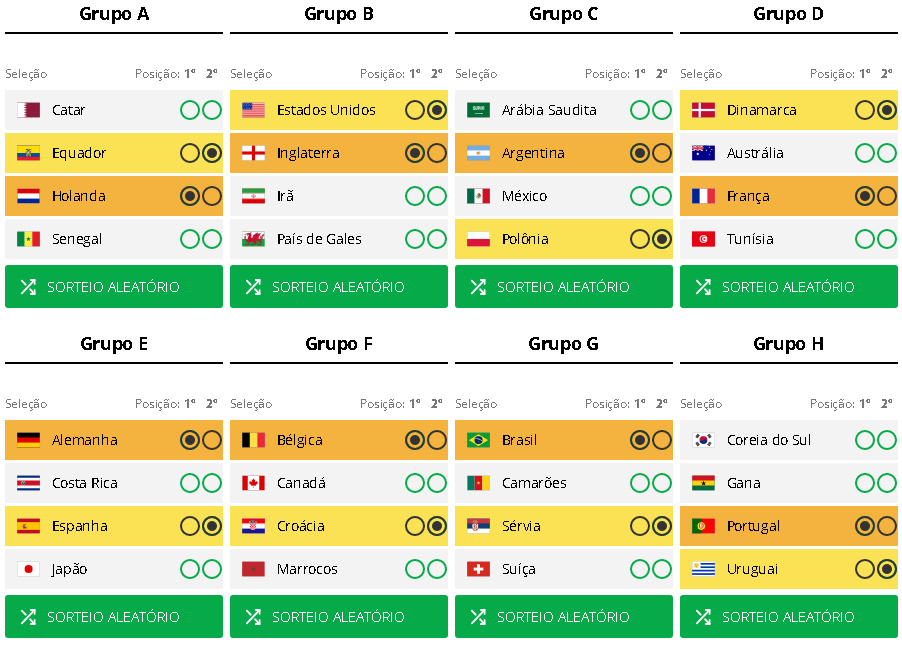 Grupo A
Grupo B
Grupo C
Grupo D
Seleção Posição: 1º 2º
Seleção Posição: 1º 2º
Seleção Posição: 1º 2º
Seleção Posição: 1º 2º
Catar
Estados Unidos
Arábia Saudita
Dinamarca
Equador
Inglaterra
Argentina
Austrália
Holanda
Irã
México
França
Senegal
País de Gales
Polônia
Tunísia
SORTEIO ALEATÓRIO
SORTEIO ALEATÓRIO
SORTEIO ALEATÓRIO
SORTEIO ALEATÓRIO
Grupo E
Grupo F
Grupo G
Grupo H
Seleção Posição: 1º 2º
Seleção Posição: 1º 2º
Seleção Posição: 1º 2º
Seleção Posição: 1º 2º
Alemanha
Bélgica
Brasil
Coreia do Sul
Costa Rica
Canadá
Camarões
Gana
Espanha
Croácia
Sérvia
Portugal
Japão
Marrocos
Suíça
Uruguai
SORTEIO ALEATÓRIO
SORTEIO ALEATÓRIO
SORTEIO ALEATÓRIO
SORTEIO ALEATÓRIO